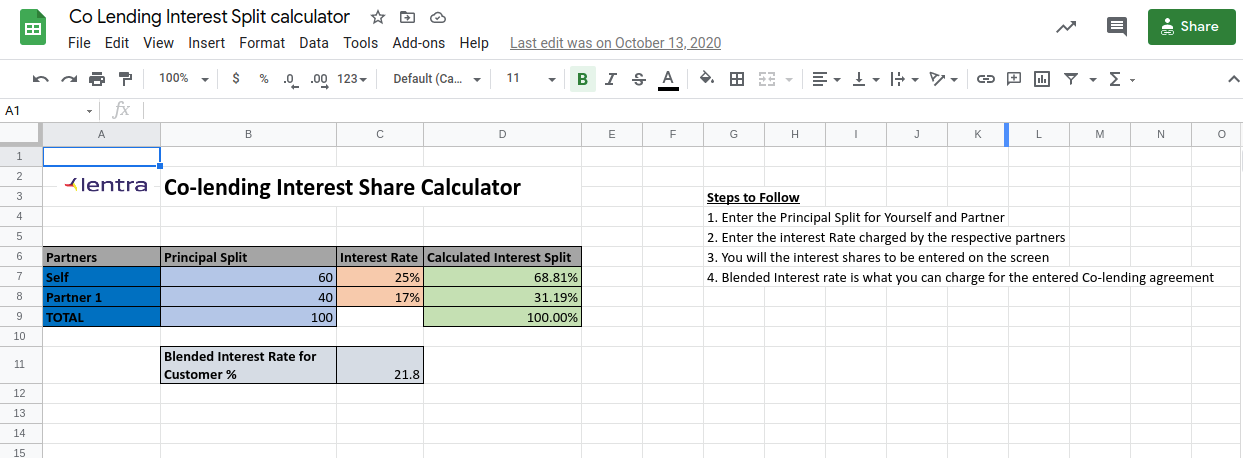 Co Lending Interest Split calculator
File Edit View Insert Format Data Tools Add-ons Help Last edit was on October 13, 2020
Share
100% $ % .0 .00 123 Default (Ca... 11 B I S A Σ
A1 fx
A B C D E F G H I J K L M N O
1
2
lentra Co-lending Interest Share Calculator
3 Steps to Follow
4 1. Enter the Principal Split for Yourself and Partner
5 2. Enter the interest Rate charged by the respective partners
6 Partners Principal Split Interest Rate Calculated Interest Split 3. You will the interest shares to be entered on the screen
7 Self 60 25% 68.81% 4. Blended Interest rate is what you can charge for the entered Co-lending agreement
8 Partner 1 40 17% 31.19%
9 TOTAL 100 100.00%
10
11 Blended Interest Rate for
Customer % 21.8
12
13
14
15